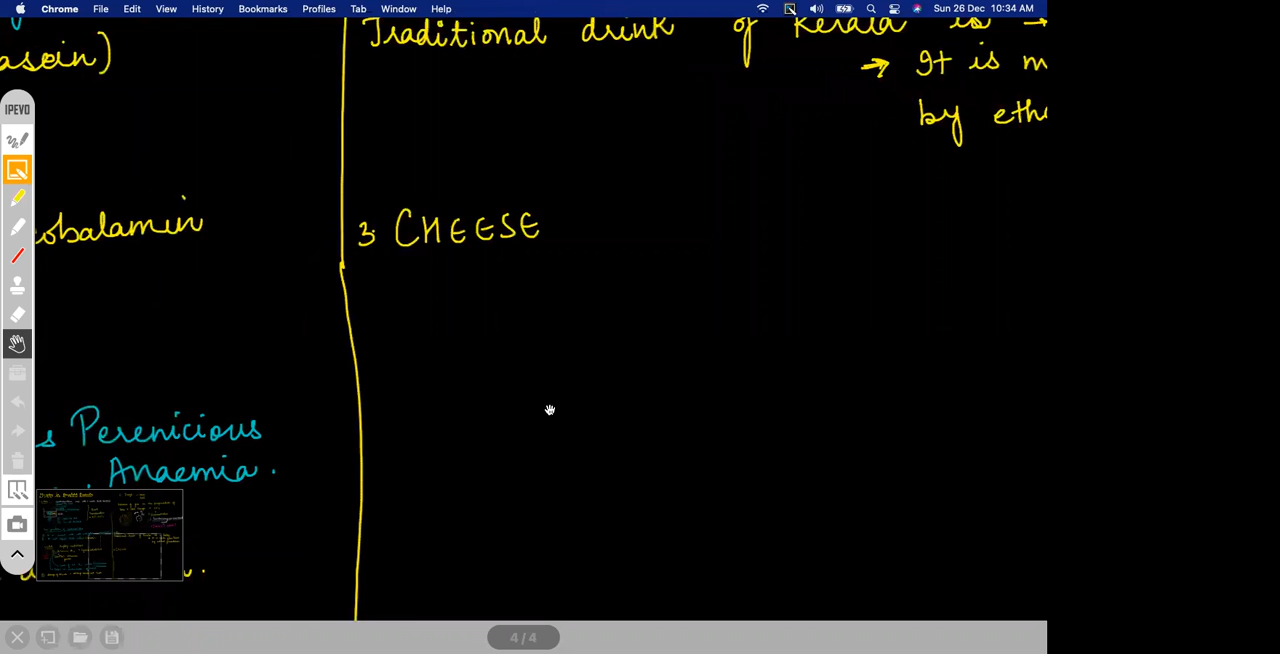 Chrome File Edit View History Bookmarks Profiles Tab Window Help Sun 26 Dec 10:34 AM
Traditional drink of Kerala is →
→ It is m
by eth
asein)
IPEVO
obalamin
3. CHEESE
s Perenicious
Anaemia.
4 / 4